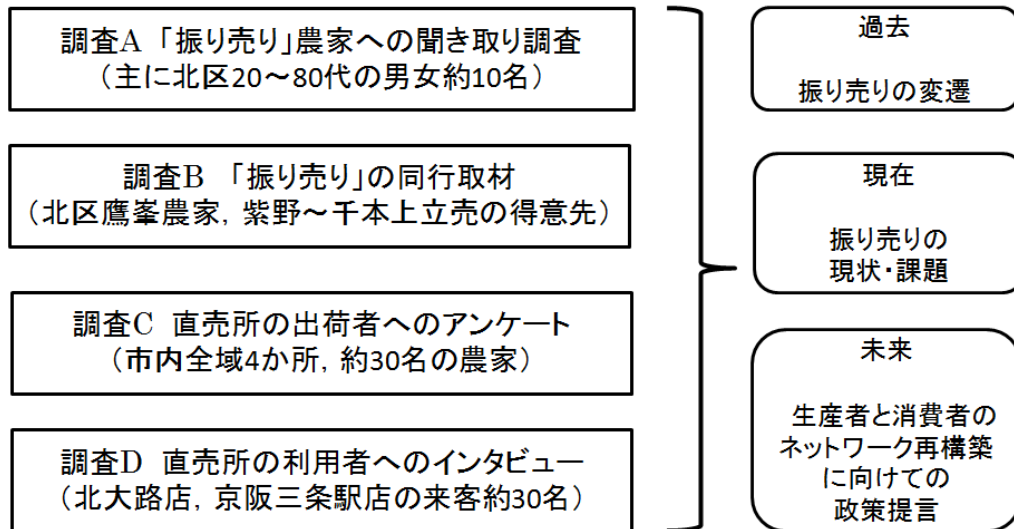 調査A 「振り売り」農家への聞き取り調査
（主に北区20～80代の男女約10名）
調査B 「振り売り」の同行取材
（北区鷹峯農家，紫野～千本上立売の得意先）
調査C 直売所の出荷者へのアンケート
（市内全域4か所，約30名の農家）
調査D 直売所の利用者へのインタビュー
（北大路店，京阪三条駅店の来客約30名）
過去
振り売りの変遷
現在
振り売りの
現状・課題
未来
生産者と消費者の
ネットワーク再構築
に向けての
政策提言